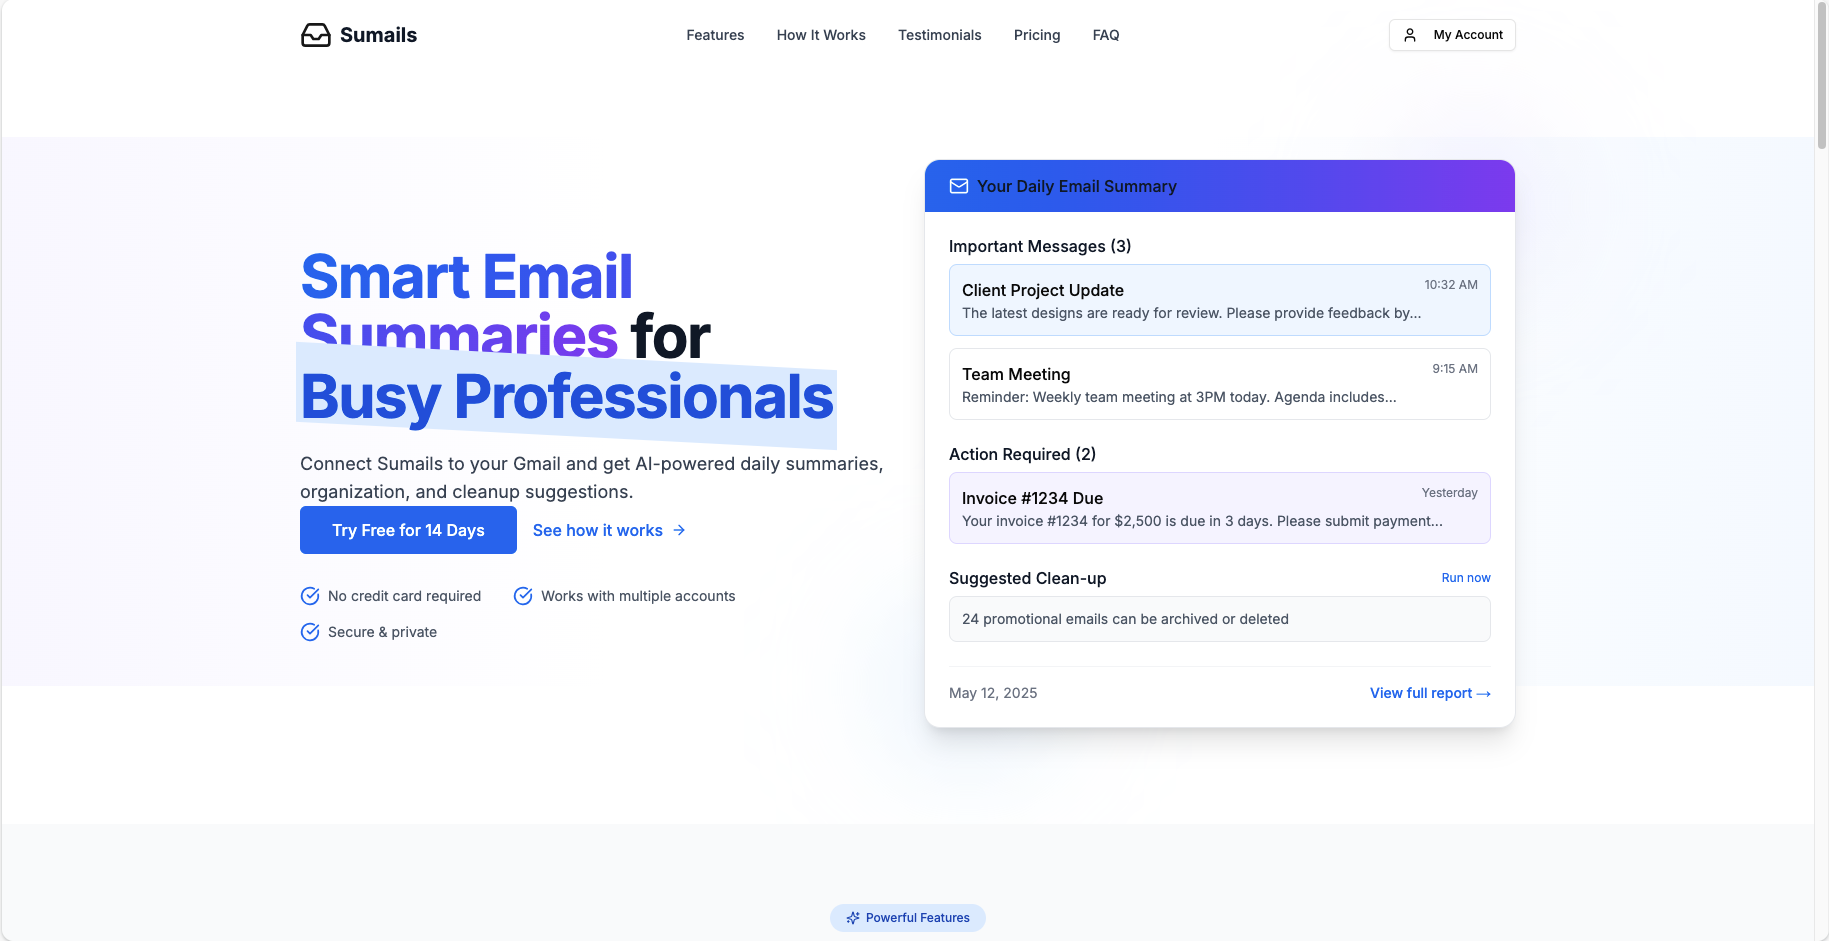 Sumails
Features
How It Works
Testimonials
Pricing
FAQ
My Account
Smart Email
Summaries for
Busy Professionals
Connect Sumails to your Gmail and get AI-powered daily summaries,
organization, and cleanup suggestions.
Try Free for 14 Days
See how it works →
No credit card required
Works with multiple accounts
Secure & private
Your Daily Email Summary
Important Messages (3)
Client Project Update
10:32 AM
The latest designs are ready for review. Please provide feedback by...
Team Meeting
9:15 AM
Reminder: Weekly team meeting at 3PM today. Agenda includes...
Action Required (2)
Invoice #1234 Due
Yesterday
Your invoice #1234 for $2,500 is due in 3 days. Please submit payment...
Suggested Clean-up
Run now
24 promotional emails can be archived or deleted
May 12, 2025
View full report →
Powerful Features